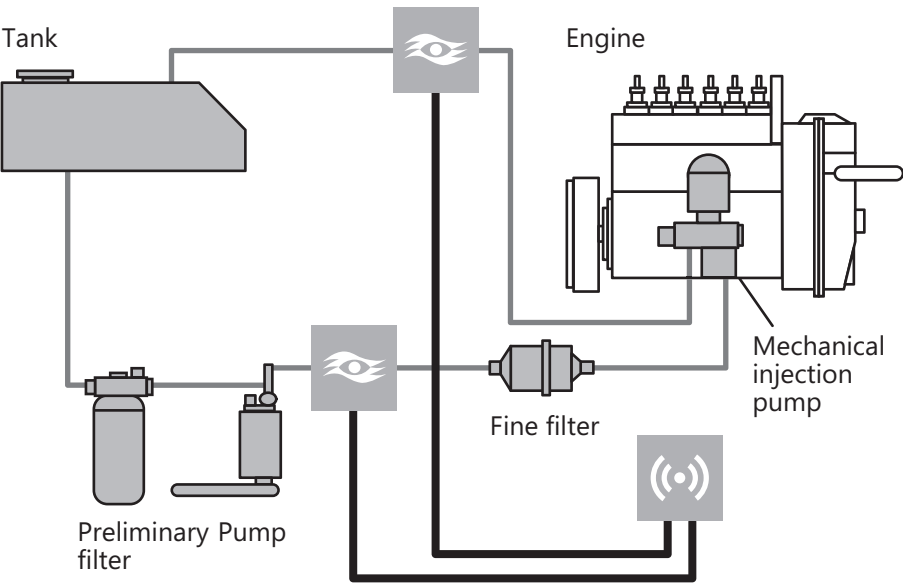 Tank
Engine
Mechanical
injection
pump
Fine filter
Preliminary Pump
filter